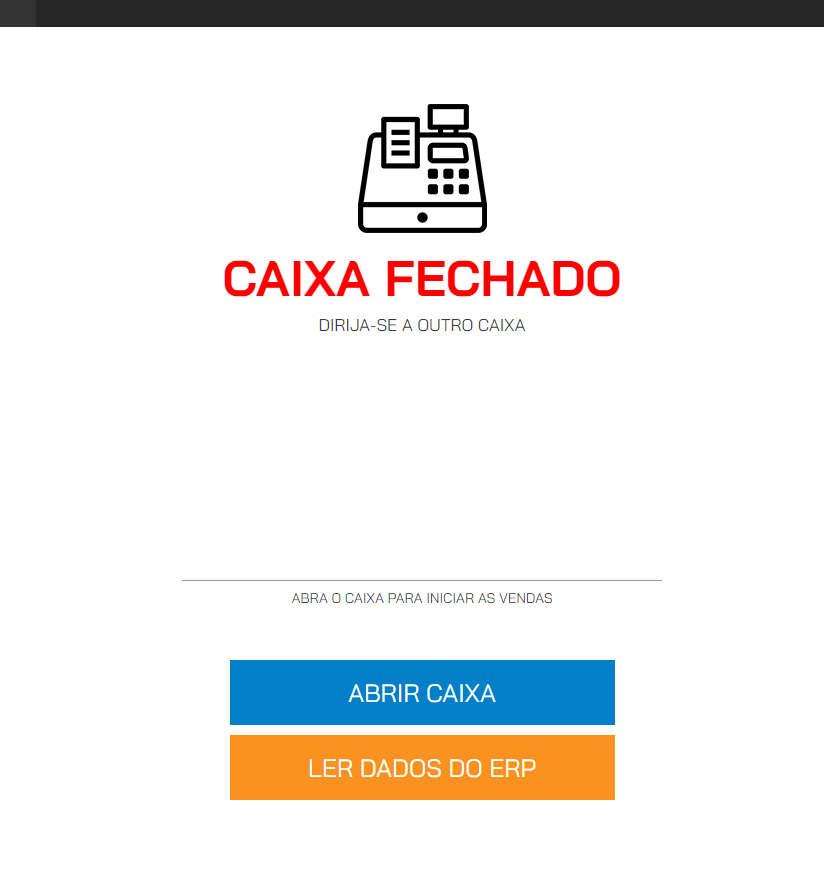 CAIXA FECHADO
DIRIJA-SE A OUTRO CAIXA
ABRA O CAIXA PARA INICIAR AS VENDAS
ABRIR CAIXA
LER DADOS DO ERP